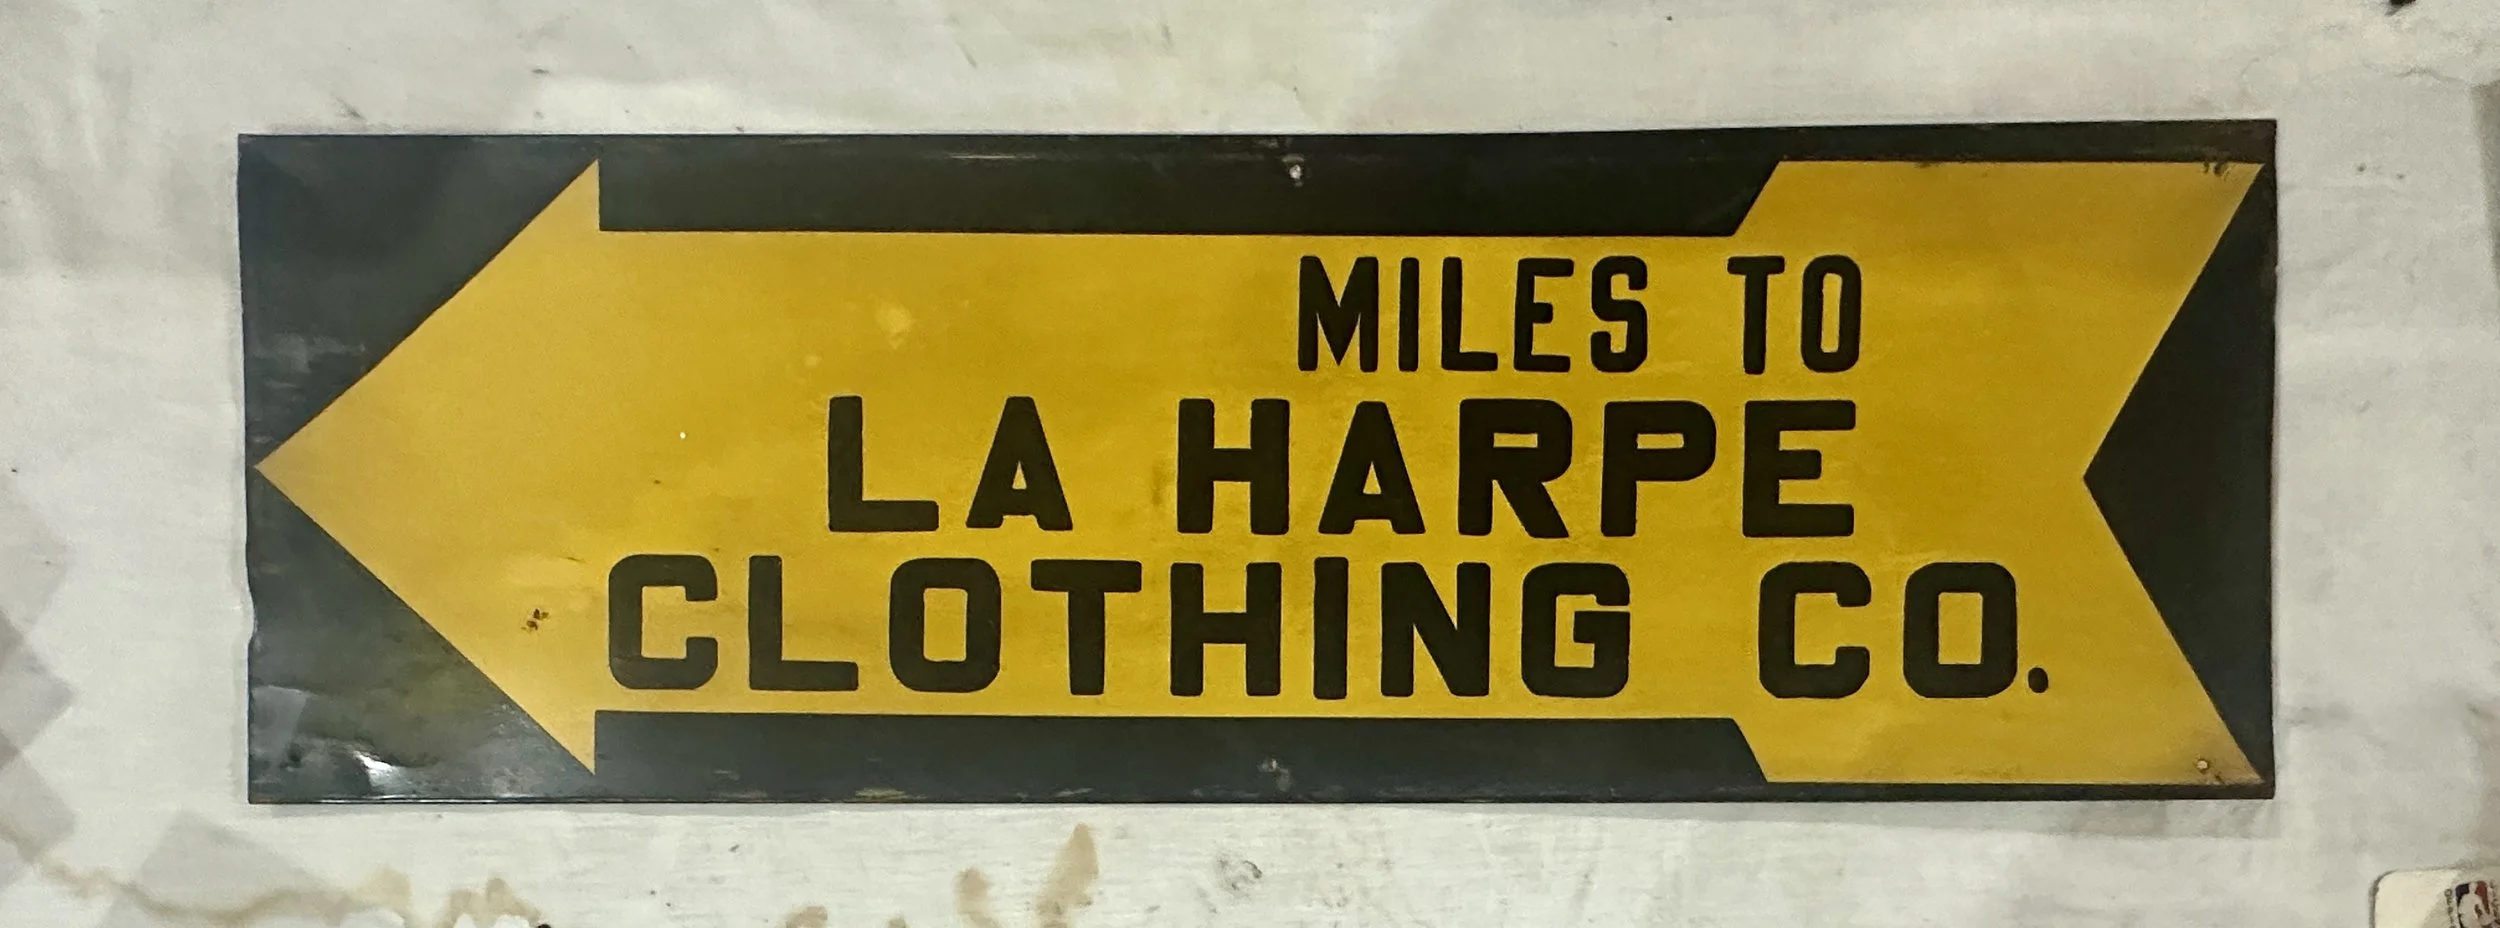 MILES TO
LA HARPE
CLOTHING CO.